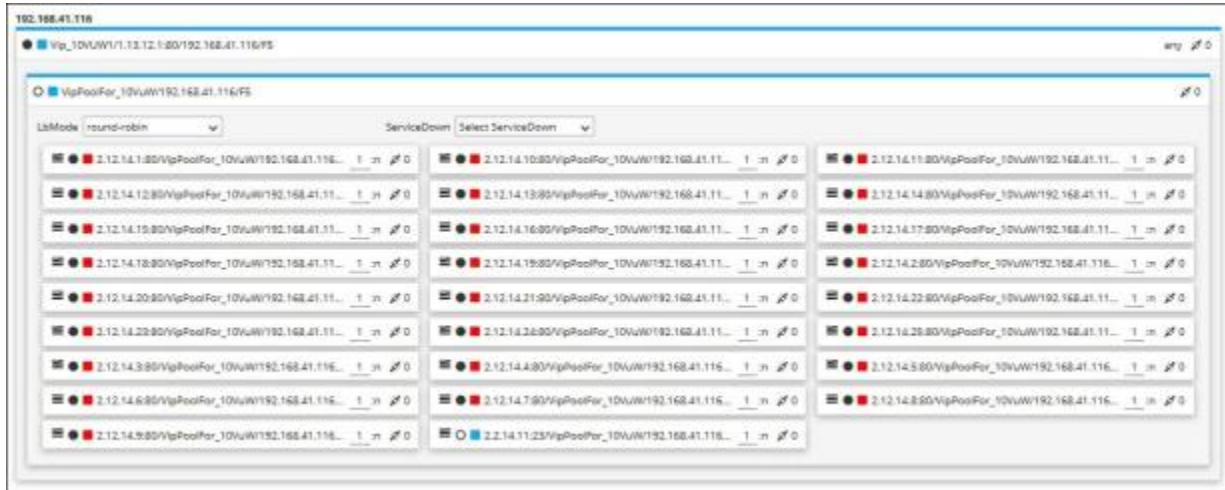 192.168.41.116
Vip_10VUW1/1.13.12.1:80/192.168.41.116/F5 any 0
VipPoolFor_10VuW/192.168.41.116/F5 0
LbMode round-robin ServiceDown Select ServiceDown
2.12.14.1:80/VipPoolFor_10VuW/192.168.41.116... 1 :n 0 2.12.14.10:80/VipPoolFor_10VuW/192.168.41.11... 1 :n 0 2.12.14.11:80/VipPoolFor_10VuW/192.168.41.11... 1 :n 0
2.12.14.12:80/VipPoolFor_10VuW/192.168.41.11... 1 :n 0 2.12.14.13:80/VipPoolFor_10VuW/192.168.41.11... 1 :n 0 2.12.14.14:80/VipPoolFor_10VuW/192.168.41.11... 1 :n 0
2.12.14.15:80/VipPoolFor_10VuW/192.168.41.11... 1 :n 0 2.12.14.16:80/VipPoolFor_10VuW/192.168.41.11... 1 :n 0 2.12.14.17:80/VipPoolFor_10VuW/192.168.41.11... 1 :n 0
2.12.14.18:80/VipPoolFor_10VuW/192.168.41.11... 1 :n 0 2.12.14.19:80/VipPoolFor_10VuW/192.168.41.11... 1 :n 0 2.12.14.2:80/VipPoolFor_10VuW/192.168.41.116... 1 :n 0
2.12.14.20:80/VipPoolFor_10VuW/192.168.41.11... 1 :n 0 2.12.14.21:80/VipPoolFor_10VuW/192.168.41.11... 1 :n 0 2.12.14.22:80/VipPoolFor_10VuW/192.168.41.11... 1 :n 0
2.12.14.23:80/VipPoolFor_10VuW/192.168.41.11... 1 :n 0 2.12.14.24:80/VipPoolFor_10VuW/192.168.41.11... 1 :n 0 2.12.14.25:80/VipPoolFor_10VuW/192.168.41.11... 1 :n 0
2.12.14.3:80/VipPoolFor_10VuW/192.168.41.116... 1 :n 0 2.12.14.4:80/VipPoolFor_10VuW/192.168.41.116... 1 :n 0 2.12.14.5:80/VipPoolFor_10VuW/192.168.41.116... 1 :n 0
2.12.14.6:80/VipPoolFor_10VuW/192.168.41.116... 1 :n 0 2.12.14.7:80/VipPoolFor_10VuW/192.168.41.116... 1 :n 0 2.12.14.8:80/VipPoolFor_10VuW/192.168.41.116... 1 :n 0
2.12.14.9:80/VipPoolFor_10VuW/192.168.41.116... 1 :n 0 2.2.14.11:23/VipPoolFor_10VuW/192.168.41.116... 1 :n 0